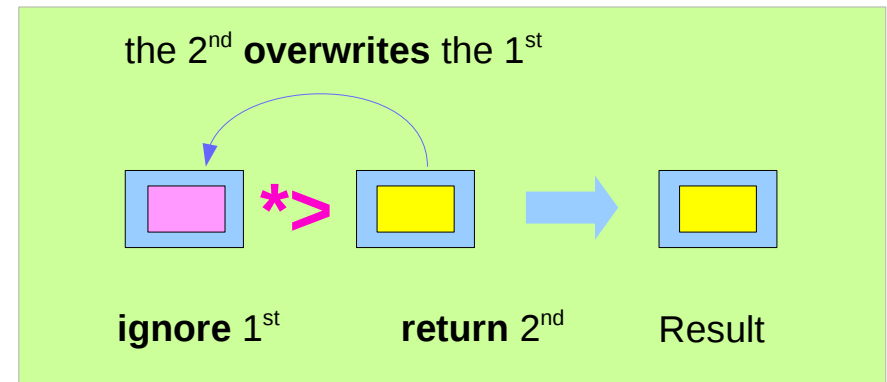 the 2nd overwrites the 1st
*>
ignore 1st return 2nd Result